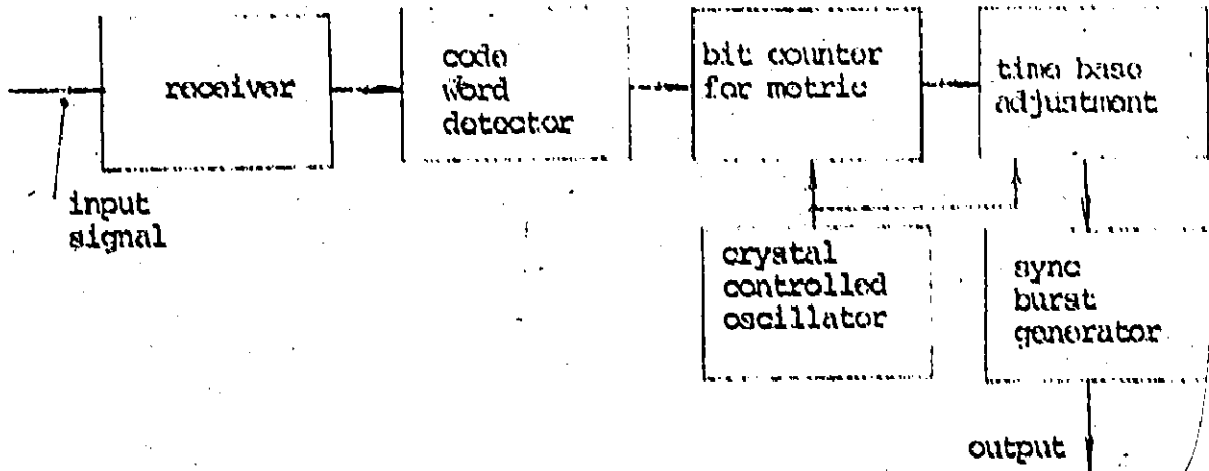 receiver
code
word
detector
bit counter
for metric
time base
adjustment
input
signal
crystal
controlled
oscillator
sync
burst
generator
output